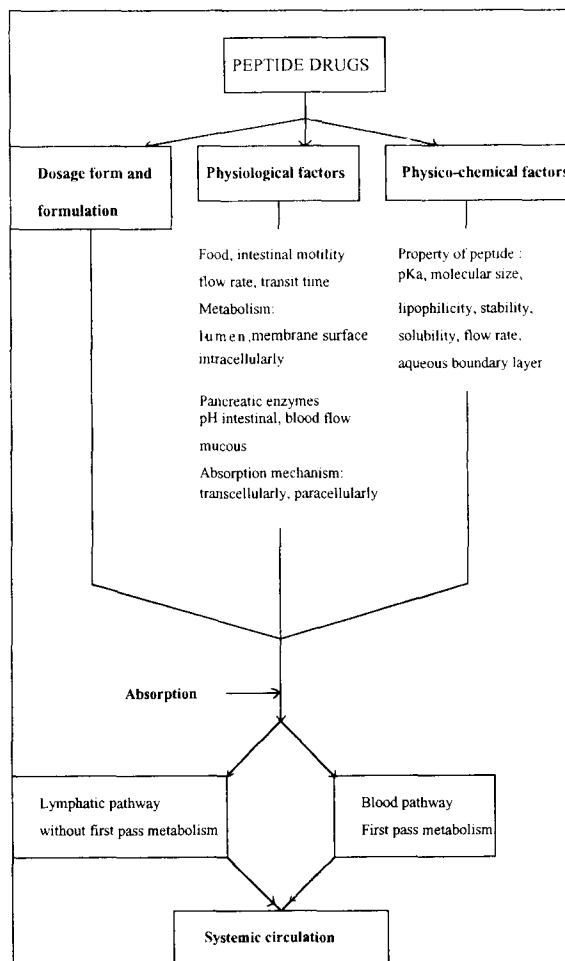 PEPTIDE DRUGS
Dosage form and
formulation
Physiological factors
Physico-chemical factors
Food, intestinal motility
flow rate, transit time
Metabolism:
lumen, membrane surface
intracellularly
Pancreatic enzymes
pH intestinal, blood flow
mucous
Absorption mechanism:
transcellularly, paracellularly
Property of peptide :
pKa, molecular size,
lipophilicity, stability,
solubility, flow rate,
aqueous boundary layer
Absorption
Lymphatic pathway
without first pass metabolism
Blood pathway
First pass metabolism
Systemic circulation